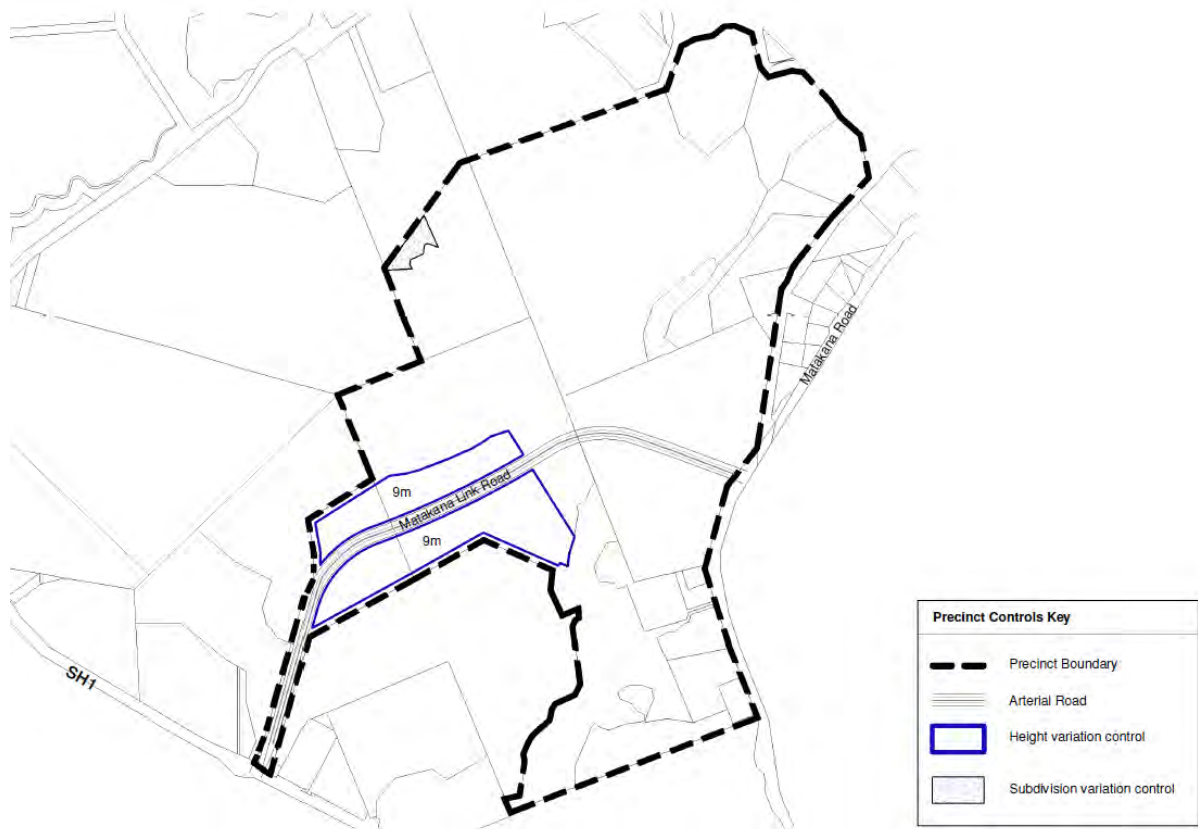 Matakana Road
9m
Matakana Link Road
9m
SH1
Precinct Controls Key
Precinct Boundary
Arterial Road
Height variation control
Subdivision variation control